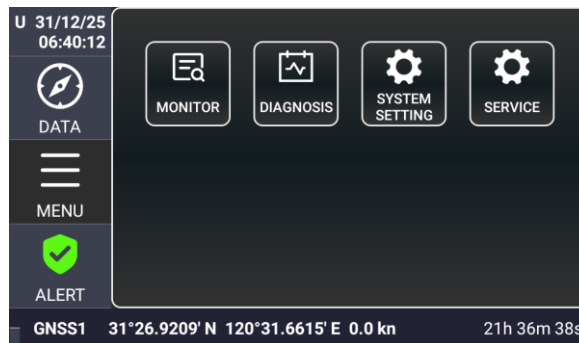 U 31/12/25
06:40:12
DATA
MENU
ALERT
MONITOR
DIAGNOSIS
SYSTEM
SETTING
SERVICE
GNSS1 31°26.9209' N 120°31.6615' E 0.0 kn 21h 36m 38s